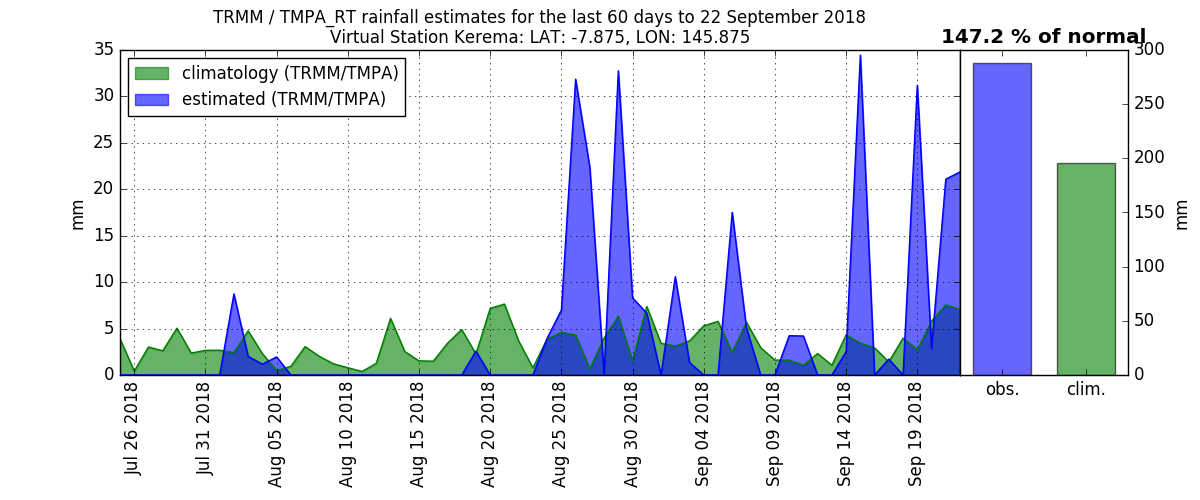 TRMM / TMPA_RT rainfall estimates for the last 60 days to 22 September 2018
Virtual Station Kerema: LAT: -7.875, LON: 145.875
147.2 % of normal
climatology (TRMM/TMPA)
estimated (TRMM/TMPA)
35
30
25
20
15
10
5
0
mm
Jul 26 2018
Jul 31 2018
Aug 05 2018
Aug 10 2018
Aug 15 2018
Aug 20 2018
Aug 25 2018
Aug 30 2018
Sep 04 2018
Sep 09 2018
Sep 14 2018
Sep 19 2018
obs.
clim.
300
250
200
150
100
50
0
mm